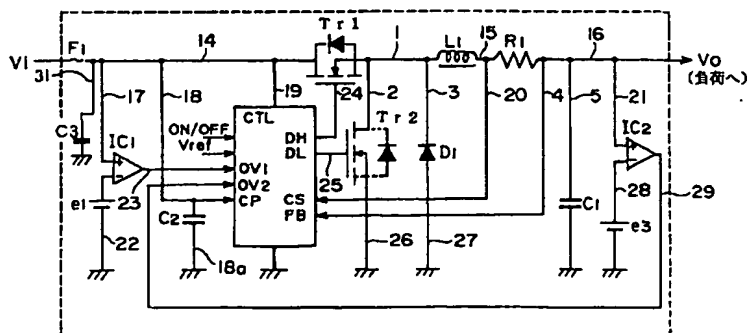 Tr1
Vi
F1
14
1
L1
15
R1
16
Vo
(負荷へ)
31
17
18
19
24
2
3
20
4
5
21
CTL
C3
IC1
ON/OFF
Vref
DH
DL
Tr2
D1
IC2
OV1
OV2
CP
CS
FB
25
23
e1
C2
C1
28
29
e3
22
18a
26
27